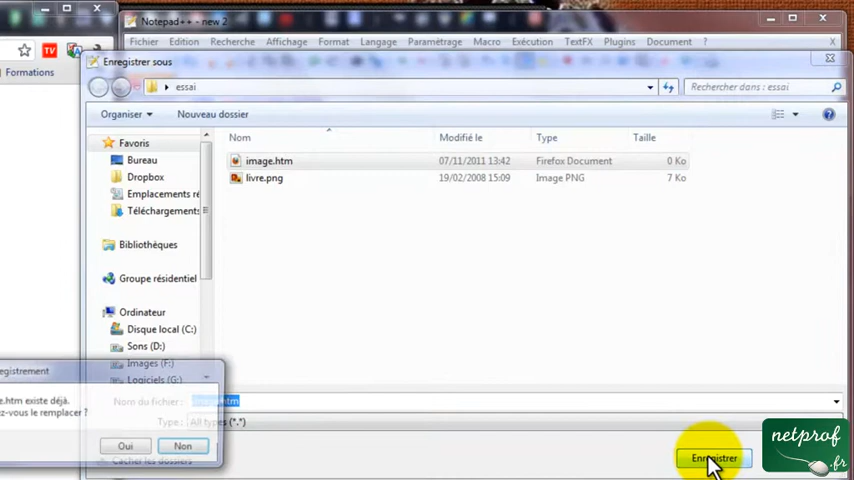 Notepad++ - new 2
Fichier Edition Recherche Affichage Format Langage Paramétrage Macro Exécution TextFX Plugins Document ? X
TV
Formations
Enregistrer sous
essai
Rechercher dans : essai
Organiser Nouveau dossier
Nom Modifié le Type Taille
Favoris
image.htm 07/11/2011 13:42 Firefox Document 0 Ko
Bureau
livre.png 19/02/2008 15:09 Image PNG 7 Ko
Dropbox
Emplacements ré
Téléchargements
Bibliothèques
Groupe résidentiel
Ordinateur
Disque local (C:)
Sons (D:)
Images (F:)
Logiciels (G:)
egistrement
e.htm existe déjà.
ez-vous le remplacer ?
Nom du fichier:
Type: All types (*.*)
Oui Non
Cacher les dossiers
Enregistrer
netprof
.fr